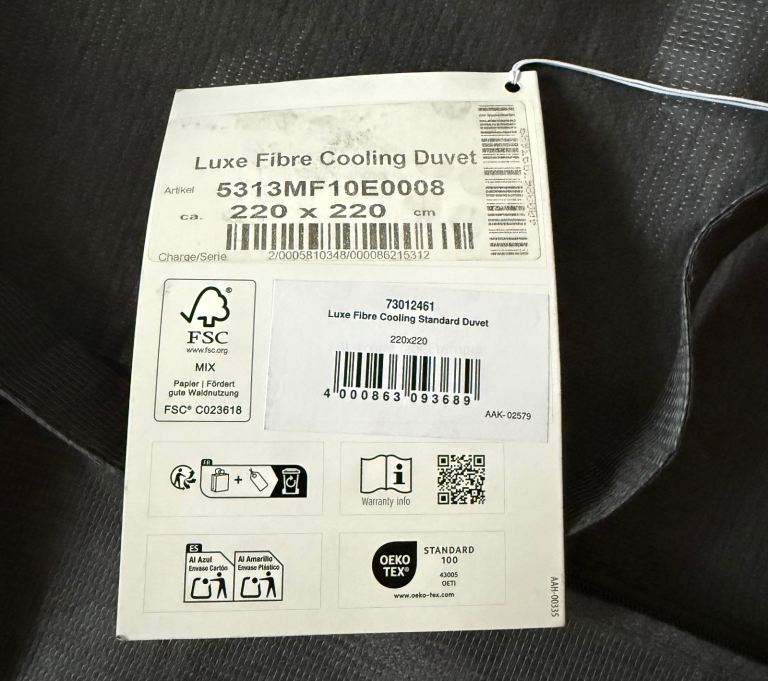 Luxe Fibre Cooling Duvet
Artikel 5313MF10E0008
ca. 220 x 220 cm
Charge/Serie 2/0005810348/000086215312
®
FSC
www.fsc.org
MIX
Papier | Fördert
gute Waldnutzung
FSC® C023618
73012461
Luxe Fibre Cooling Standard Duvet
220x220
4 000863 093689
AAK-02579
FR
+
Warranty info
ES
Al Azul
Envase Cartón
Al Amarillo
Envase Plástico
OEKO
TEX®
STANDARD
100
43005
OETI
www.oeko-tex.com
AAH-00335